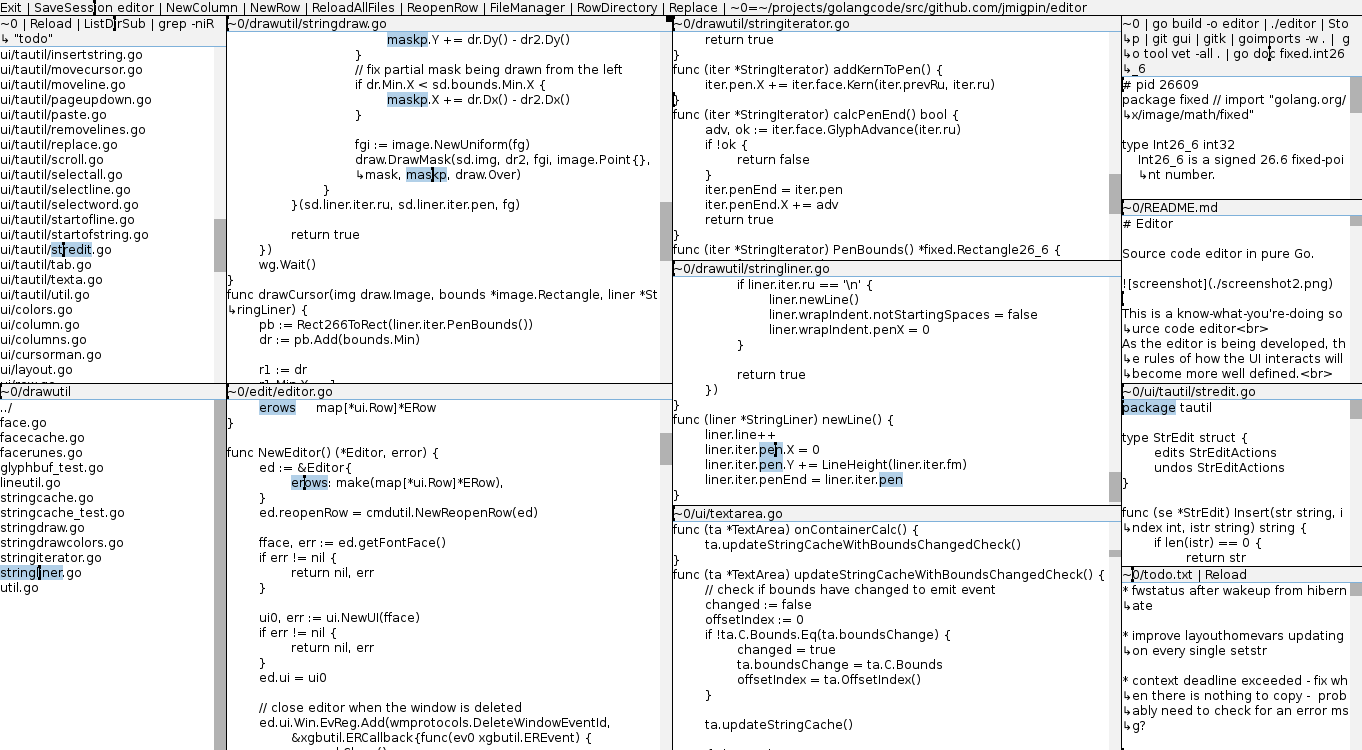 Exit | SaveSession editor | NewColumn | NewRow | ReloadAllFiles | ReopenRow | FileManager | RowDirectory | Replace | ~0=~/projects/golangcode/src/github.com/jmigpin/editor
~0 | Reload | ListDirSub | grep -niR
↳ "todo"
ui/tautil/insertstring.go
ui/tautil/movecursor.go
ui/tautil/moveline.go
ui/tautil/pageupdown.go
ui/tautil/paste.go
ui/tautil/removelines.go
ui/tautil/replace.go
ui/tautil/scroll.go
ui/tautil/selectall.go
ui/tautil/selectline.go
ui/tautil/selectword.go
ui/tautil/startofline.go
ui/tautil/startofstring.go
ui/tautil/stredit.go
ui/tautil/tab.go
ui/tautil/texta.go
ui/tautil/util.go
ui/colors.go
ui/column.go
ui/columns.go
ui/cursorman.go
ui/layout.go
~0/drawutil
../
face.go
facecache.go
facerunes.go
glyphbuf_test.go
lineutil.go
stringcache.go
stringcache_test.go
stringdraw.go
stringdrawcolors.go
stringiterator.go
stringliner.go
util.go
~0/drawutil/stringdraw.go
maskp.Y += dr.Dy() - dr2.Dy()
}
// fix partial mask being drawn from the left
if dr.Min.X < sd.bounds.Min.X {
maskp.X += dr.Dx() - dr2.Dx()
}
fgi := image.NewUniform(fg)
draw.DrawMask(sd.img, dr2, fgi, image.Point{},
↳mask, maskp, draw.Over)
}
}(sd.liner.iter.ru, sd.liner.iter.pen, fg)
return true
})
wg.Wait()
}
func drawCursor(img draw.Image, bounds *image.Rectangle, liner *St
↳ringLiner) {
pb := Rect266ToRect(liner.iter.PenBounds())
dr := pb.Add(bounds.Min)
r1 := dr
~0/edit/editor.go
erows map[*ui.Row]*ERow
}
func NewEditor() (*Editor, error) {
ed := &Editor{
erows: make(map[*ui.Row]*ERow),
}
ed.reopenRow = cmdutil.NewReopenRow(ed)
fface, err := ed.getFontFace()
if err != nil {
return nil, err
}
ui0, err := ui.NewUI(fface)
if err != nil {
return nil, err
}
ed.ui = ui0
// close editor when the window is deleted
ed.ui.Win.EvReg.Add(wmprotocols.DeleteWindowEventId,
&xgbutil.ERCallback{func(ev0 xgbutil.EREvent) {
~0/drawutil/stringiterator.go
return true
}
func (iter *StringIterator) addKernToPen() {
iter.pen.X += iter.face.Kern(iter.prevRu, iter.ru)
}
func (iter *StringIterator) calcPenEnd() bool {
adv, ok := iter.face.GlyphAdvance(iter.ru)
if !ok {
return false
}
iter.penEnd = iter.pen
iter.penEnd.X += adv
return true
}
func (iter *StringIterator) PenBounds() *fixed.Rectangle26_6 {
~0/drawutil/stringliner.go
if liner.iter.ru == '\n' {
liner.newLine()
liner.wrapIndent.notStartingSpaces = false
liner.wrapIndent.penX = 0
}
return true
})
}
func (liner *StringLiner) newLine() {
liner.line++
liner.iter.pen.X = 0
liner.iter.pen.Y += LineHeight(liner.iter.fm)
liner.iter.penEnd = liner.iter.pen
}
~0/ui/textarea.go
func (ta *TextArea) onContainerCalc() {
ta.updateStringCacheWithBoundsChangedCheck()
}
func (ta *TextArea) updateStringCacheWithBoundsChangedCheck() {
// check if bounds have changed to emit event
changed := false
offsetIndex := 0
if !ta.C.Bounds.Eq(ta.boundsChange) {
changed = true
ta.boundsChange = ta.C.Bounds
offsetIndex = ta.OffsetIndex()
}
ta.updateStringCache()
~0 | go build -o editor | ./editor | Sto
↳p | git gui | gitk | goimports -w . | g
↳o tool vet -all . | go doc fixed.int26
↳_6
# pid 26609
package fixed // import "golang.org/
↳x/image/math/fixed"
type Int26_6 int32
Int26_6 is a signed 26.6 fixed-poi
↳nt number.
~0/README.md
# Editor
Source code editor in pure Go.
![screenshot](./screenshot2.png)
This is a know-what-you're-doing so
↳urce code editor<br>
As the editor is being developed, th
↳e rules of how the UI interacts will
↳become more well defined.<br>
~0/ui/tautil/stredit.go
package tautil
type StrEdit struct {
edits StrEditActions
undos StrEditActions
}
func (se *StrEdit) Insert(str string, i
↳ndex int, istr string) string {
if len(istr) == 0 {
return str
~0/todo.txt | Reload
* fwstatus after wakeup from hibern
↳ate
* improve layouthomevars updating
↳on every single setstr
* context deadline exceeded - fix wh
↳en there is nothing to copy - prob
↳ably need to check for an error ms
↳g?